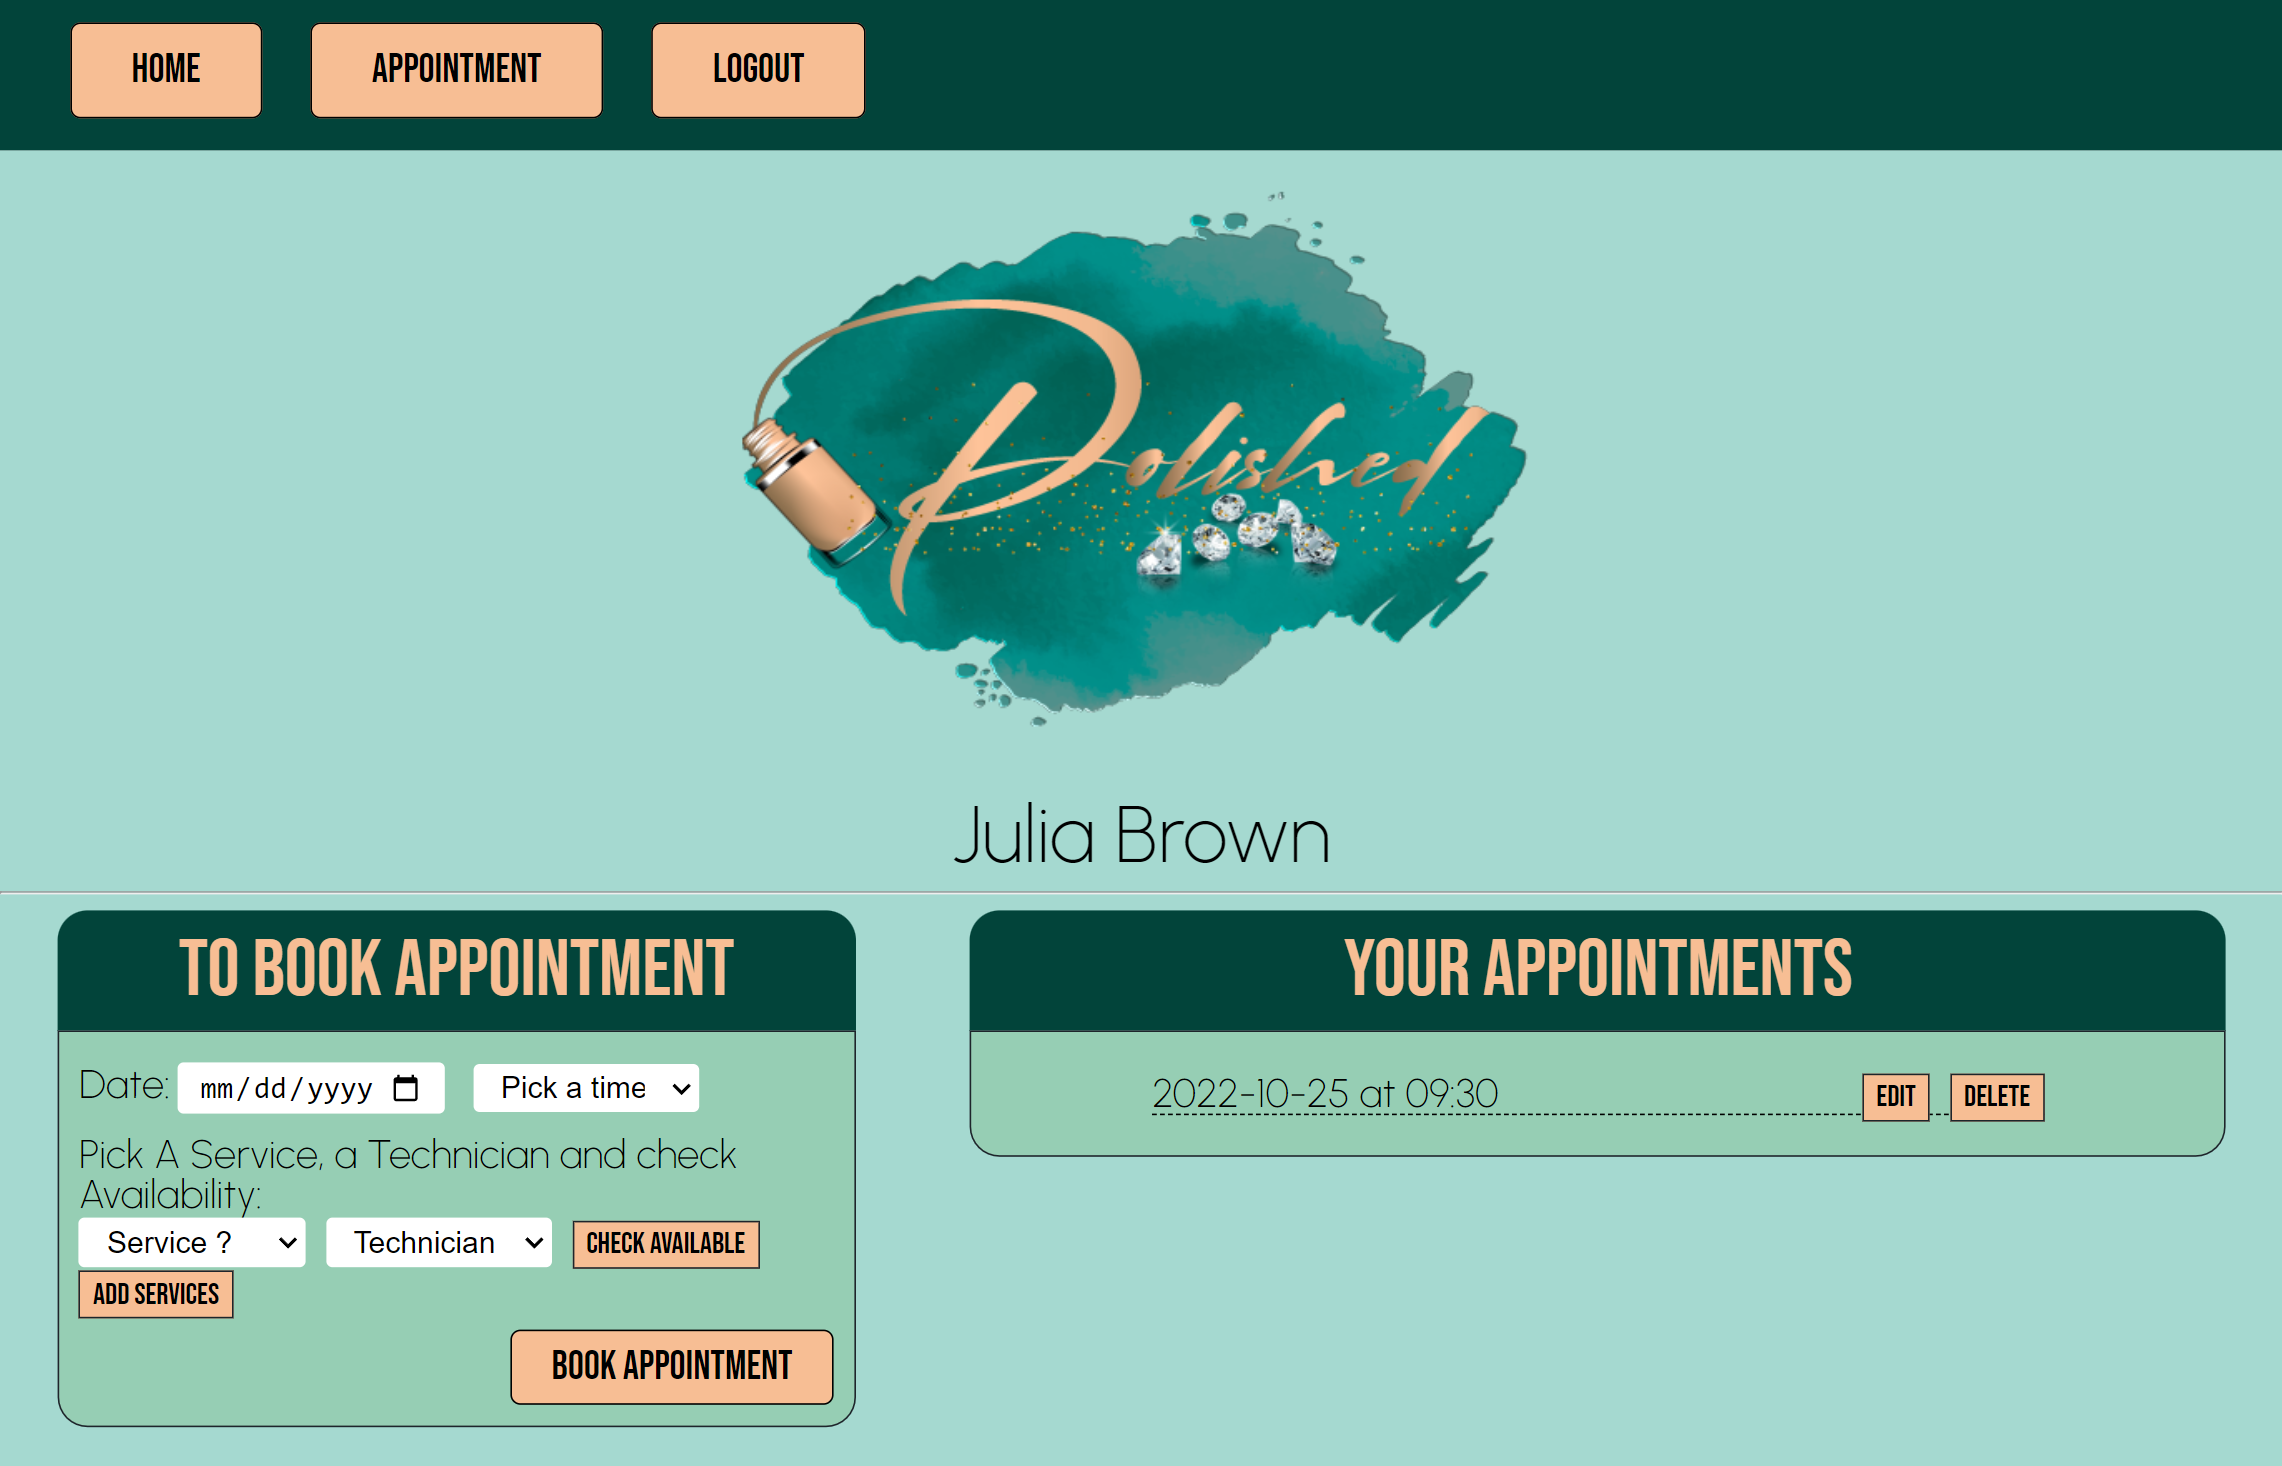 HOME APPOINTMENT LOGOUT
Polished
Julia Brown
TO BOOK APPOINTMENT
Date: mm/dd/yyyy Pick a time
Pick A Service, a Technician and check
Availability:
Service ? Technician CHECK AVAILABLE
ADD SERVICES
BOOK APPOINTMENT
YOUR APPOINTMENTS
2022-10-25 at 09:30 EDIT DELETE